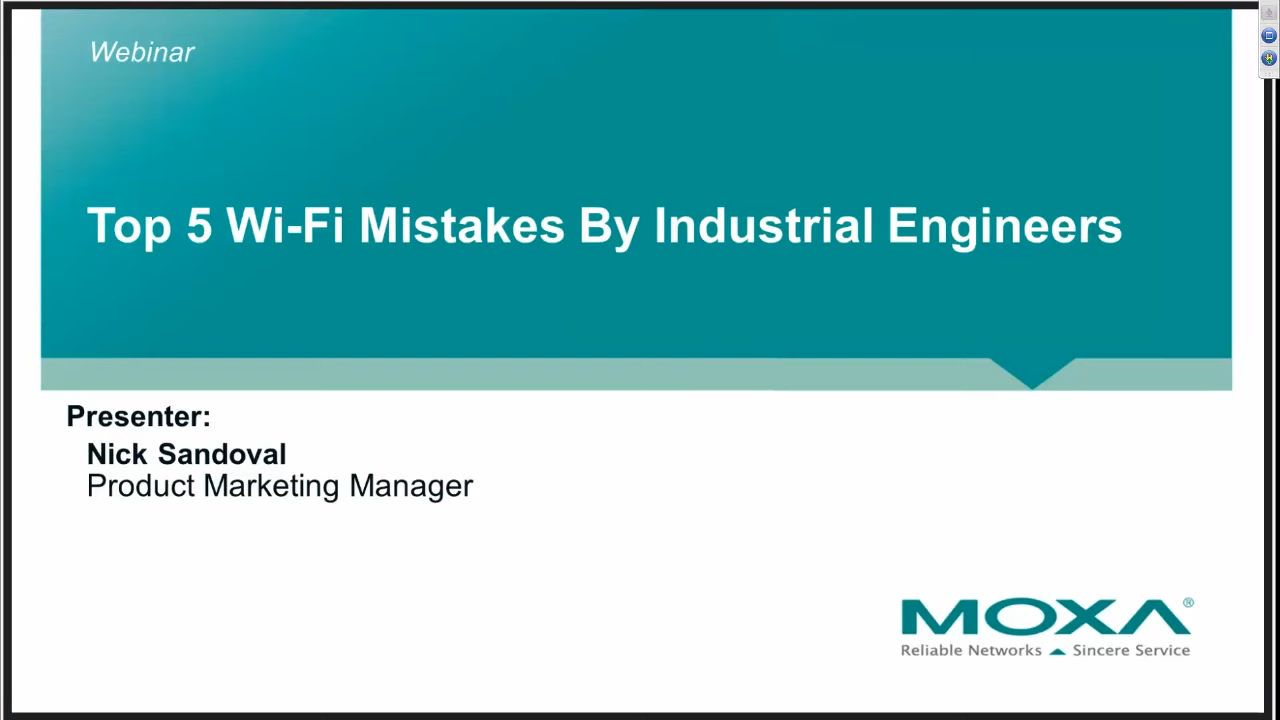 Webinar
Top 5 Wi-Fi Mistakes By Industrial Engineers
Presenter:
Nick Sandoval
Product Marketing Manager
MOXA®
Reliable Networks Sincere Service